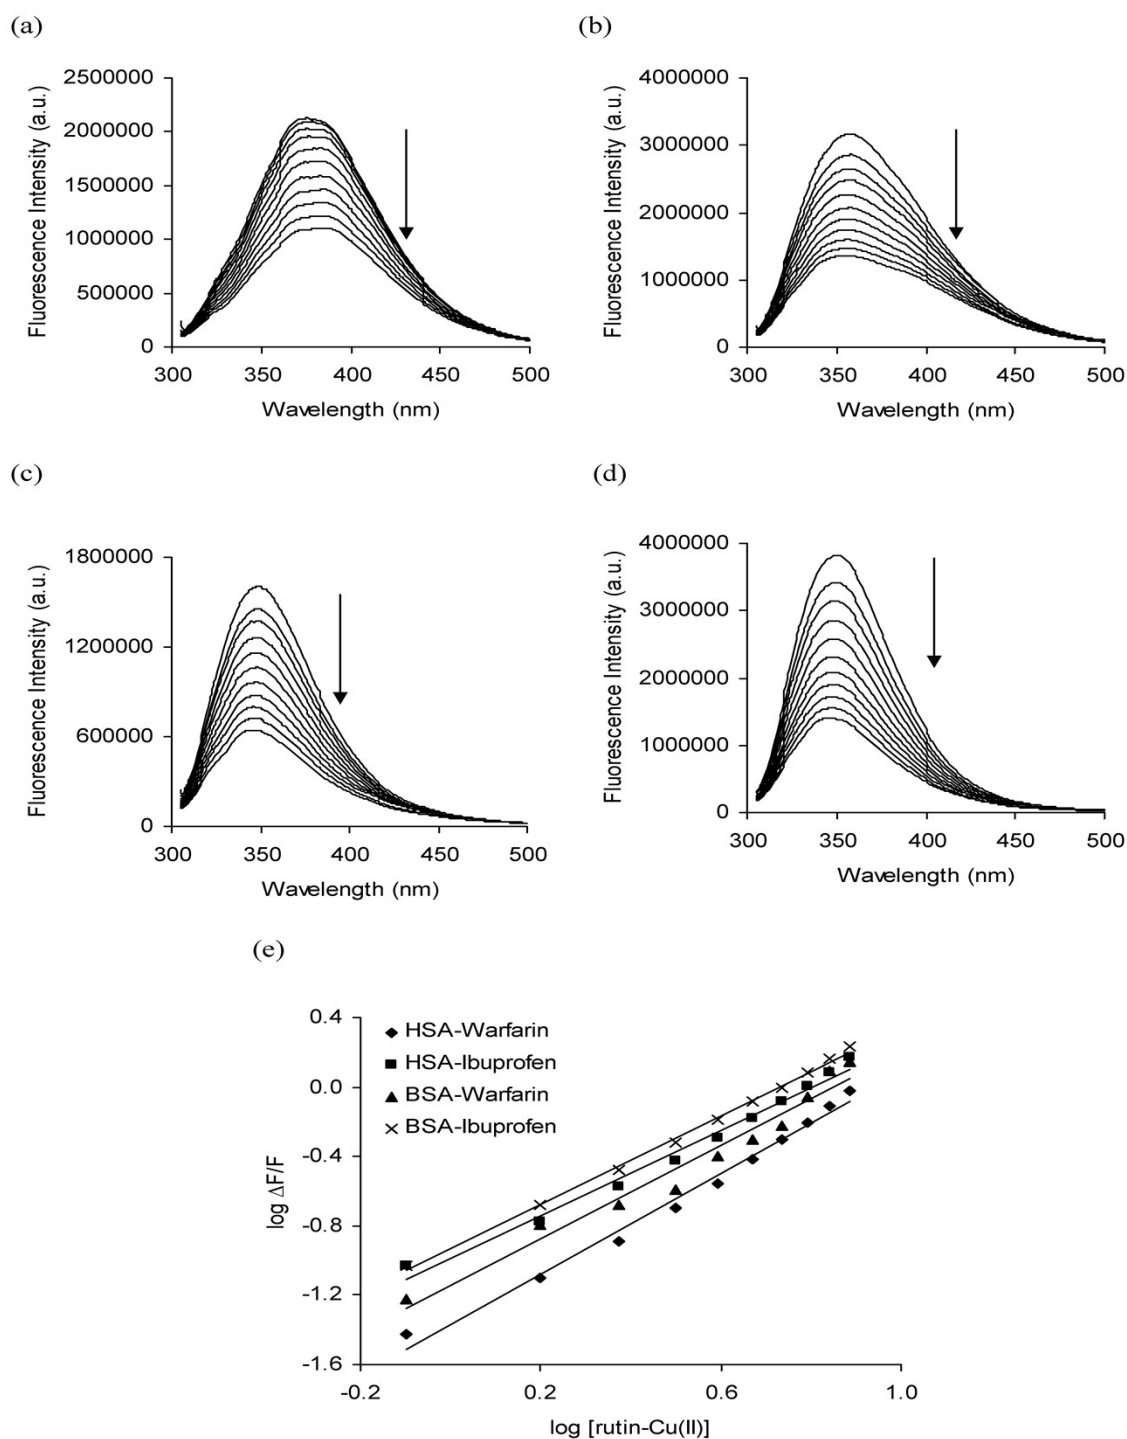 (a)
Fluorescence Intensity (a.u.)
2500000
2000000
1500000
1000000
500000
0
300 350 400 450 500
Wavelength (nm)
(b)
Fluorescence Intensity (a.u.)
4000000
3000000
2000000
1000000
0
300 350 400 450 500
Wavelength (nm)
(c)
Fluorescence Intensity (a.u.)
1800000
1200000
600000
0
300 350 400 450 500
Wavelength (nm)
(d)
Fluorescence Intensity (a.u.)
4000000
3000000
2000000
1000000
0
300 350 400 450 500
Wavelength (nm)
(e)
log ΔF/F
0.4
0.0
-0.4
-0.8
-1.2
-1.6
HSA-Warfarin
HSA-Ibuprofen
BSA-Warfarin
BSA-Ibuprofen
-0.2 0.2 0.6 1.0
log [rutin-Cu(II)]